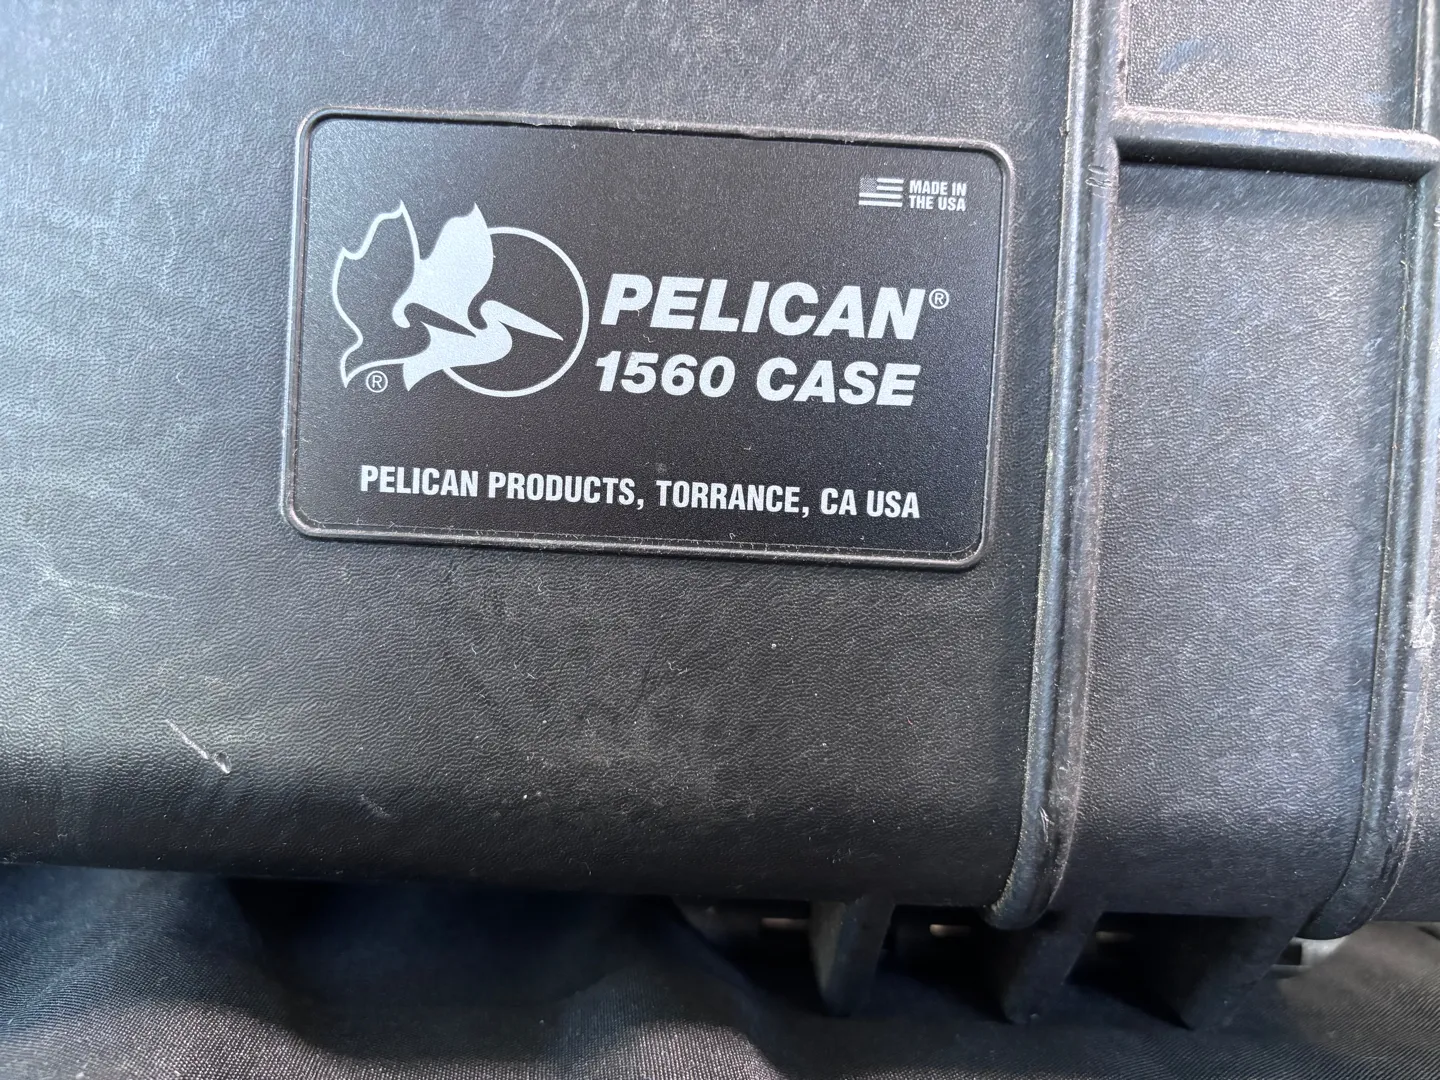 MADE IN
THE USA
PELICAN®
1560 CASE
®
PELICAN PRODUCTS, TORRANCE, CA USA